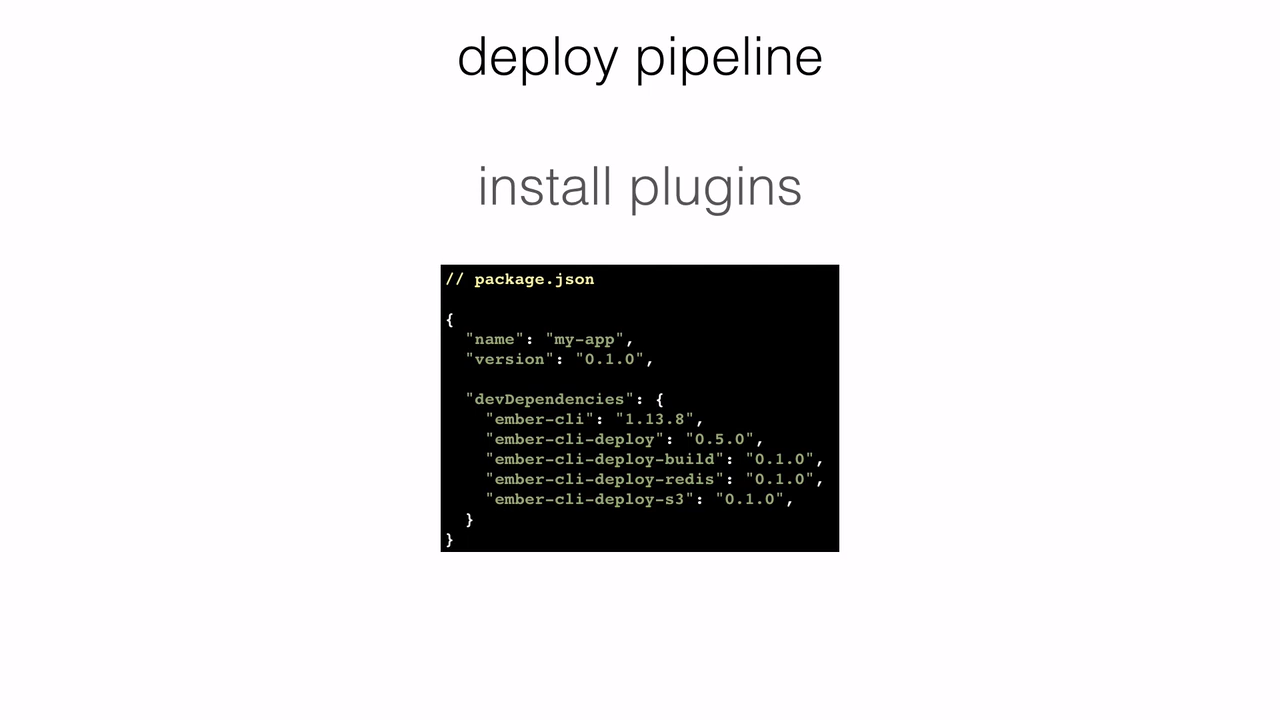 deploy pipeline
install plugins
// package.json
{
"name": "my-app",
"version": "0.1.0",
"devDependencies": {
"ember-cli": "1.13.8",
"ember-cli-deploy": "0.5.0",
"ember-cli-deploy-build": "0.1.0",
"ember-cli-deploy-redis": "0.1.0",
"ember-cli-deploy-s3": "0.1.0",
}
}